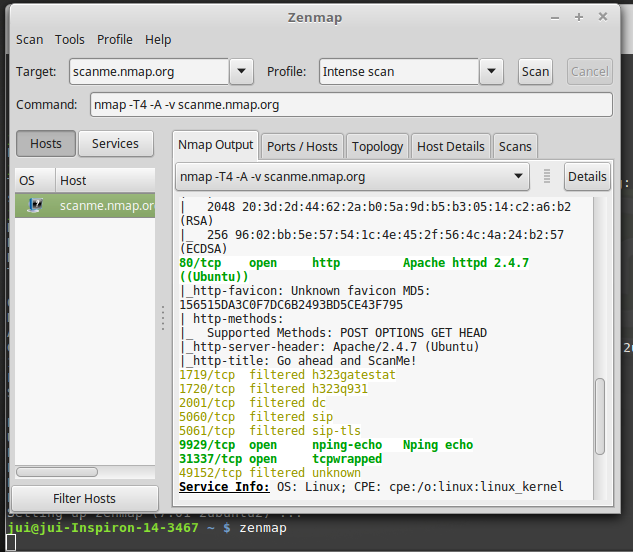 Zenmap
Scan Tools Profile Help
Target: scanme.nmap.org Profile: Intense scan Scan Cancel
Command: nmap -T4 -A -v scanme.nmap.org
Hosts Services
Nmap Output Ports / Hosts Topology Host Details Scans
OS Host
scanme.nmap.or
nmap -T4 -A -v scanme.nmap.org Details
| 2048 20:3d:2d:44:62:2a:b0:5a:9d:b5:b3:05:14:c2:a6:b2
(RSA)
|_ 256 96:02:bb:5e:57:54:1c:4e:45:2f:56:4c:4a:24:b2:57
(ECDSA)
80/tcp open http Apache httpd 2.4.7
((Ubuntu))
|_http-favicon: Unknown favicon MD5:
156515DA3C0F7DC6B2493BD5CE43F795
| http-methods:
|_ Supported Methods: POST OPTIONS GET HEAD
|_http-server-header: Apache/2.4.7 (Ubuntu)
|_http-title: Go ahead and ScanMe!
1719/tcp filtered h323gatestat
1720/tcp filtered h323q931
2001/tcp filtered dc
5060/tcp filtered sip
5061/tcp filtered sip-tls
9929/tcp open nping-echo Nping echo
31337/tcp open tcpwrapped
49152/tcp filtered unknown
Service Info: OS: Linux; CPE: cpe:/o:linux:linux_kernel
Filter Hosts
jui@jui-Inspiron-14-3467 ~ $ zenmap